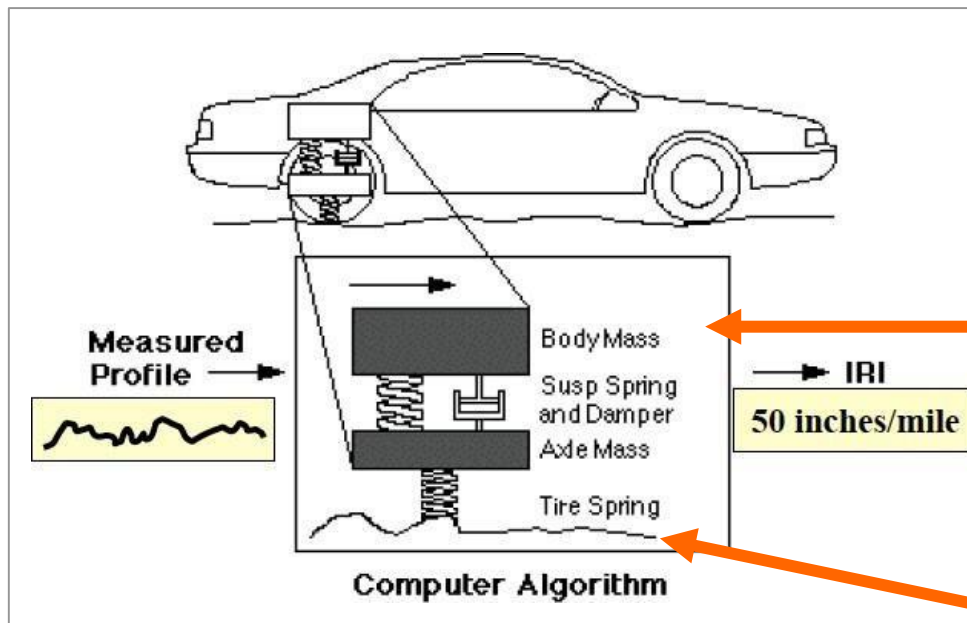 Measured
Profile
Body Mass
Susp Spring
and Damper
Axle Mass
Tire Spring
IRI
50 inches/mile
Computer Algorithm